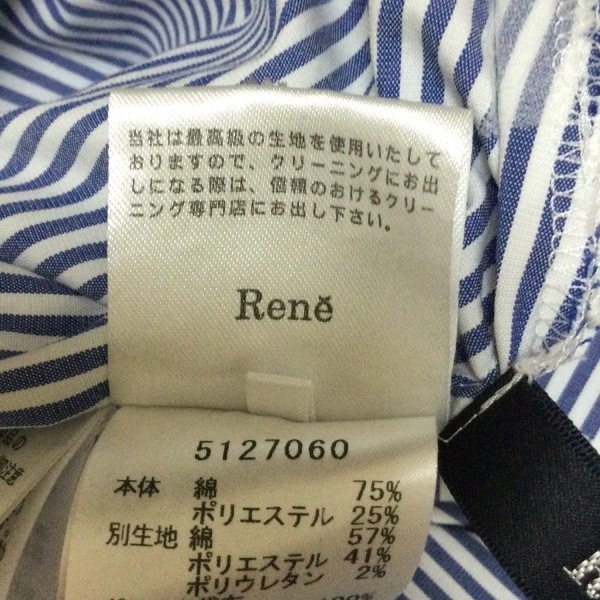 当社は最高級の生地を使用いたして
おりますので、クリーニングにお出
しになる際は、信頼のおけるクリー
ニング専門店にお出し下さい。
Reně
5127060
本体 綿 75%
ポリエステル 25%
別生地 綿 57%
ポリエステル 41%
ポリウレタン 2%